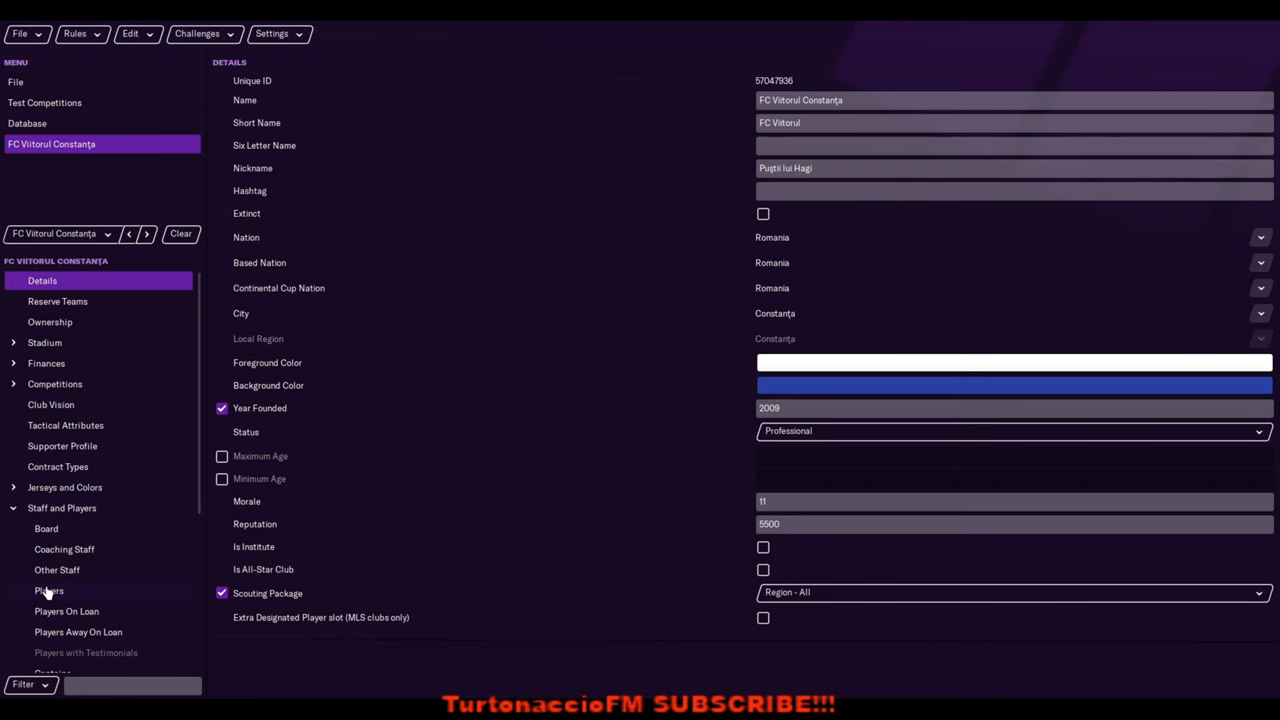 File
Rules
Edit
Challenges
Settings
MENU
File
Test Competitions
Database
FC Viitorul Constanța
FC Viitorul Constanța
Clear
FC VIITORUL CONSTANȚA
Details
Reserve Teams
Ownership
Stadium
Finances
Competitions
Club Vision
Tactical Attributes
Supporter Profile
Contract Types
Jerseys and Colors
Staff and Players
Board
Coaching Staff
Other Staff
Players
Players On Loan
Players Away On Loan
Players with Testimonials
Filter
DETAILS
Unique ID 57047936
Name FC Viitorul Constanța
Short Name FC Viitorul
Six Letter Name
Nickname Puștii lui Hagi
Hashtag
Extinct
Nation Romania
Based Nation Romania
Continental Cup Nation Romania
City Constanța
Local Region Constanța
Foreground Color
Background Color
Year Founded 2009
Status Professional
Maximum Age
Minimum Age
Morale 11
Reputation 5500
Is Institute
Is All-Star Club
Scouting Package Region - All
Extra Designated Player slot (MLS clubs only)
TurtonaccioFM SUBSCRIBE!!!